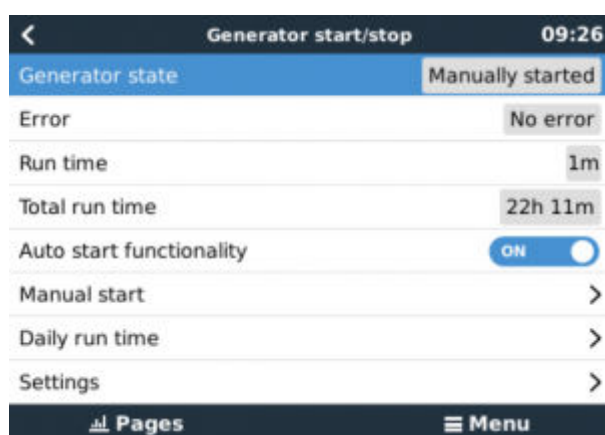 Generator start/stop 09:26
Generator state Manually started
Error No error
Run time 1m
Total run time 22h 11m
Auto start functionality ON
Manual start
Daily run time
Settings
Pages Menu